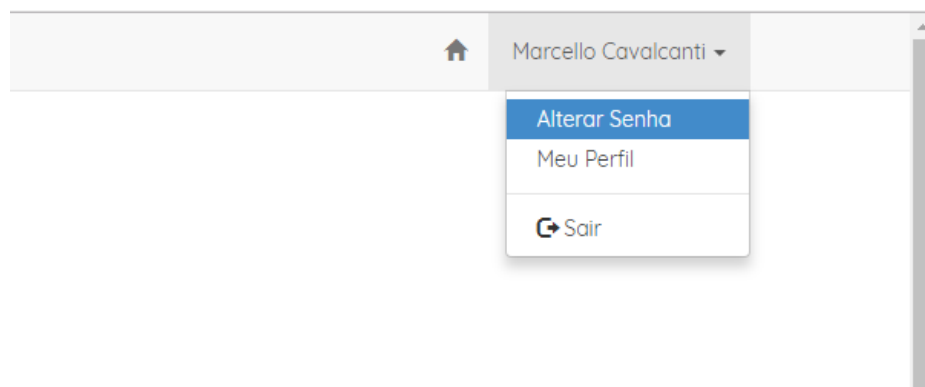 Marcello Cavalcanti
Alterar Senha
Meu Perfil
Sair